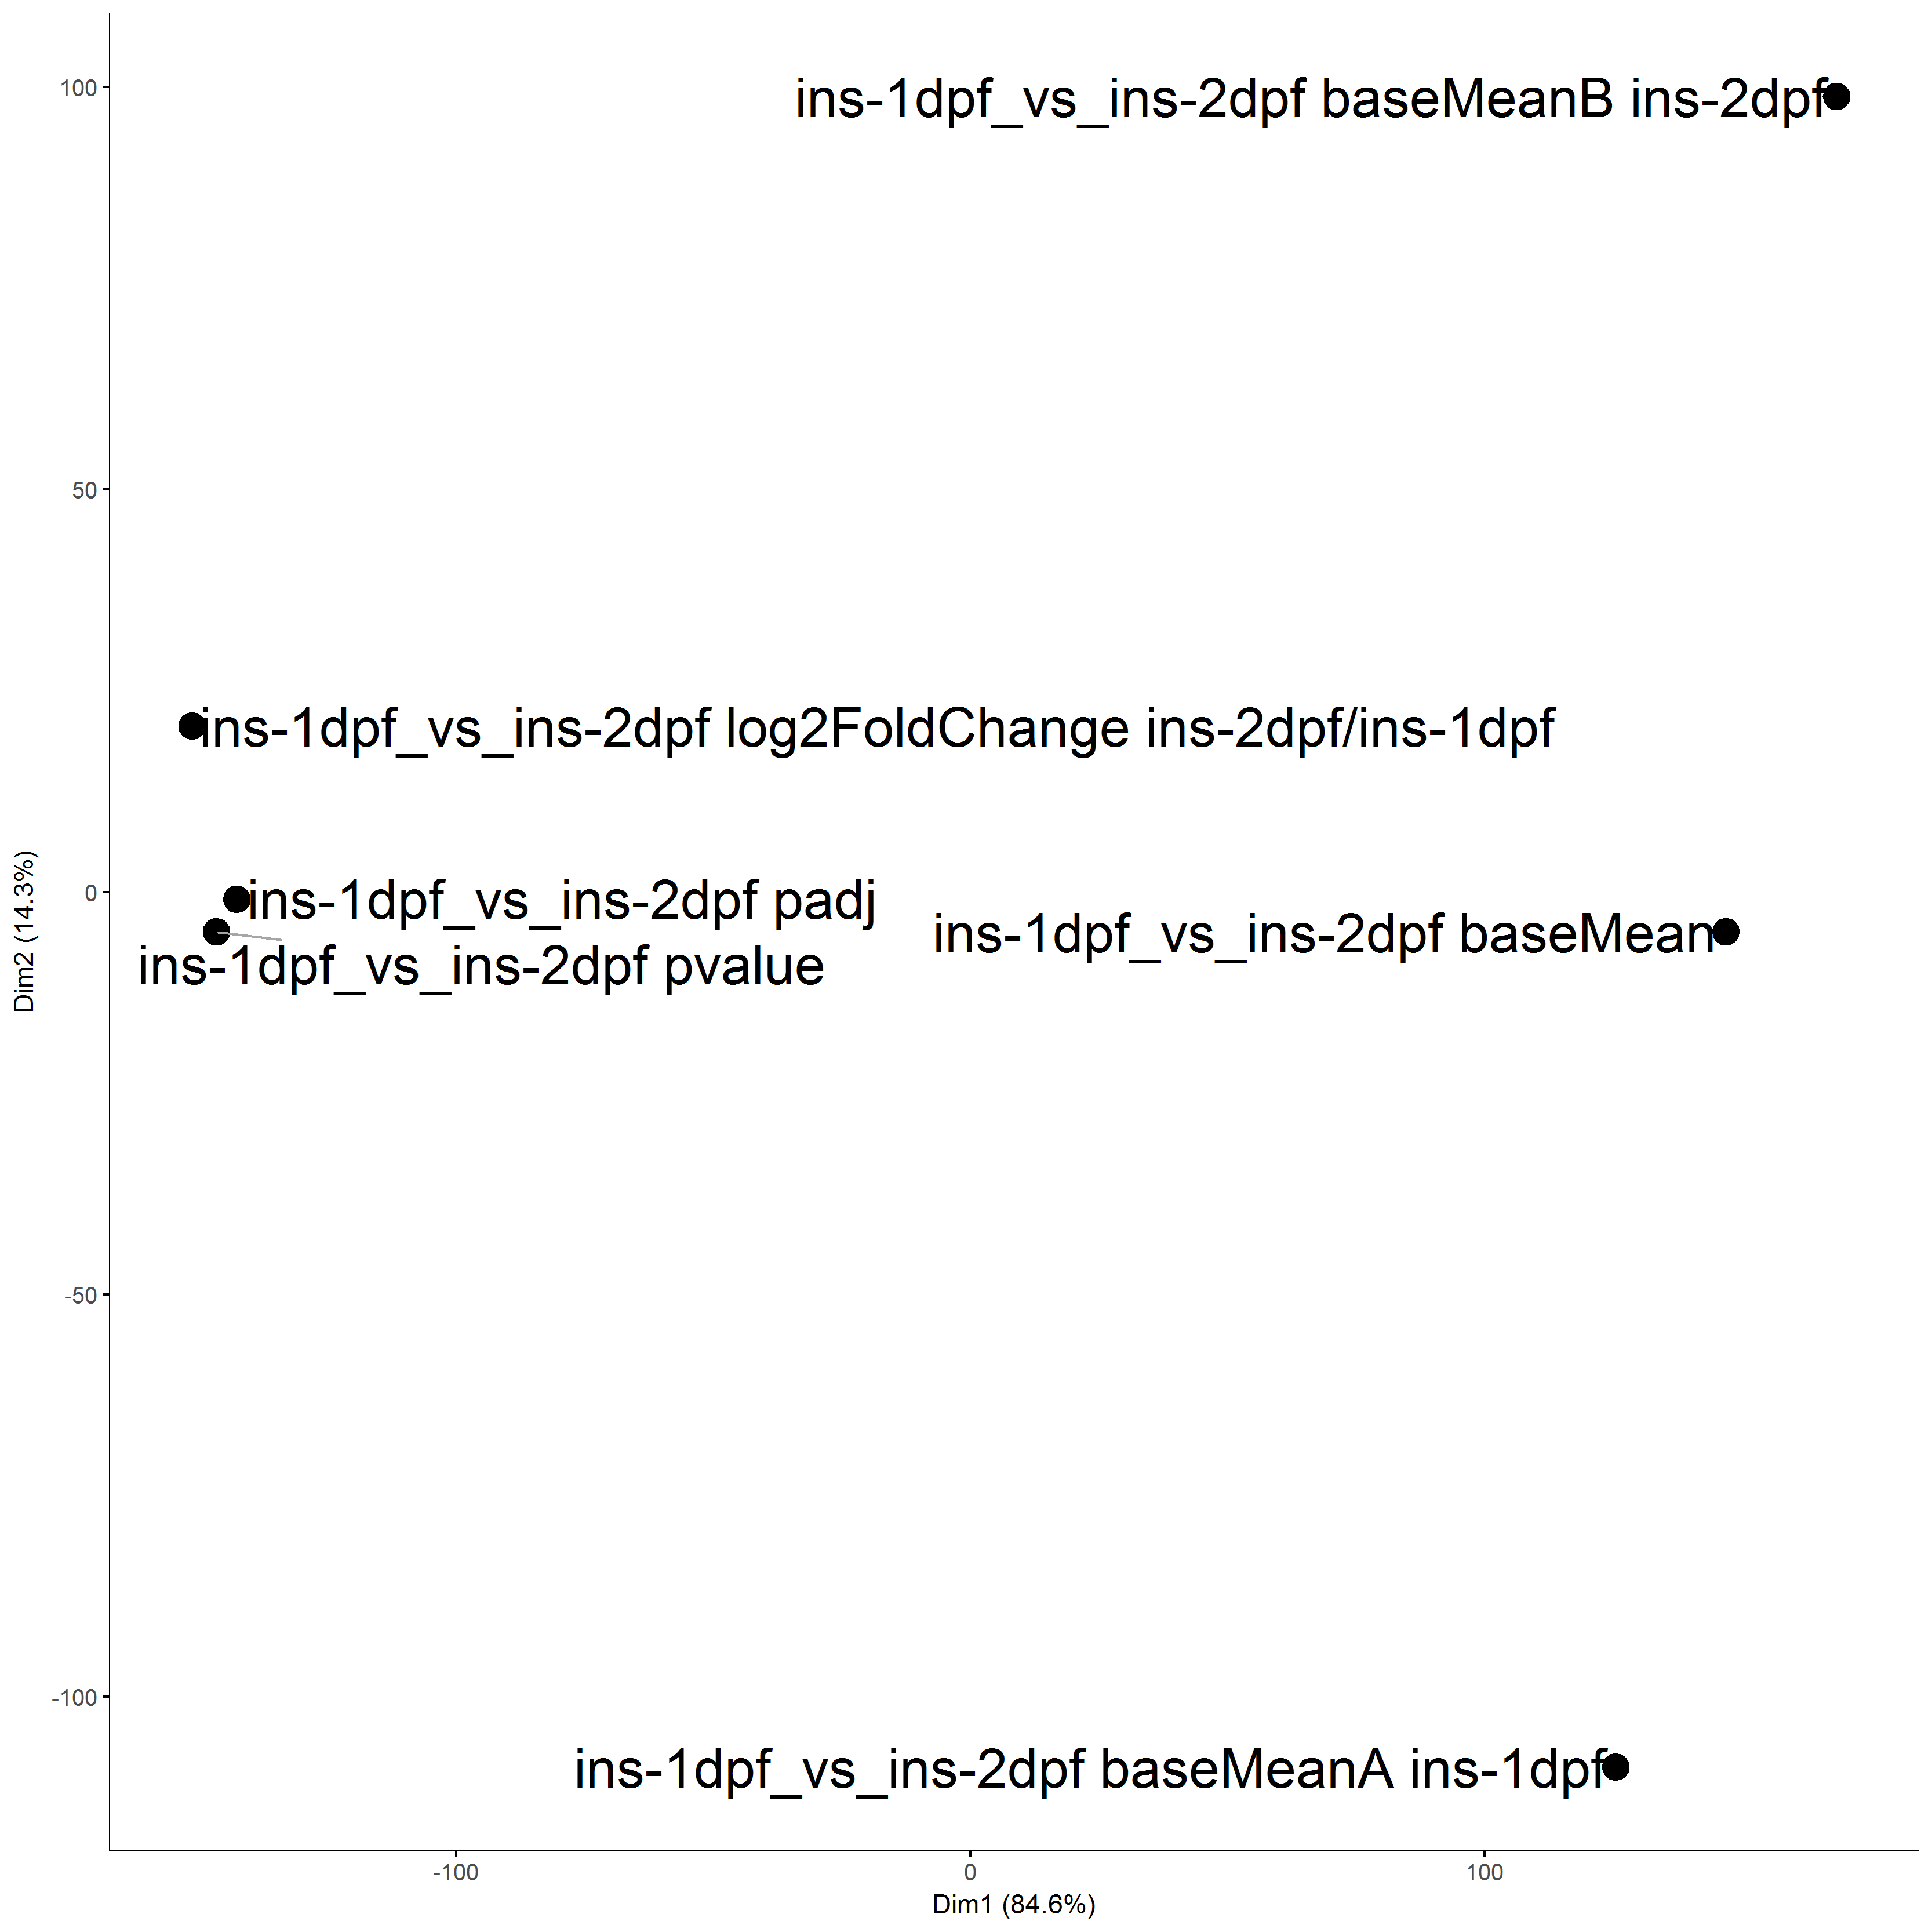 100
ins-1dpf_vs_ins-2dpf baseMeanB ins-2dpf
50
ins-1dpf_vs_ins-2dpf log2FoldChange ins-2dpf/ins-1dpf
0
ins-1dpf_vs_ins-2dpf padj
ins-1dpf_vs_ins-2dpf baseMean
ins-1dpf_vs_ins-2dpf pvalue
Dim2 (14.3%)
-50
-100
ins-1dpf_vs_ins-2dpf baseMeanA ins-1dpf
-100
0
100
Dim1 (84.6%)